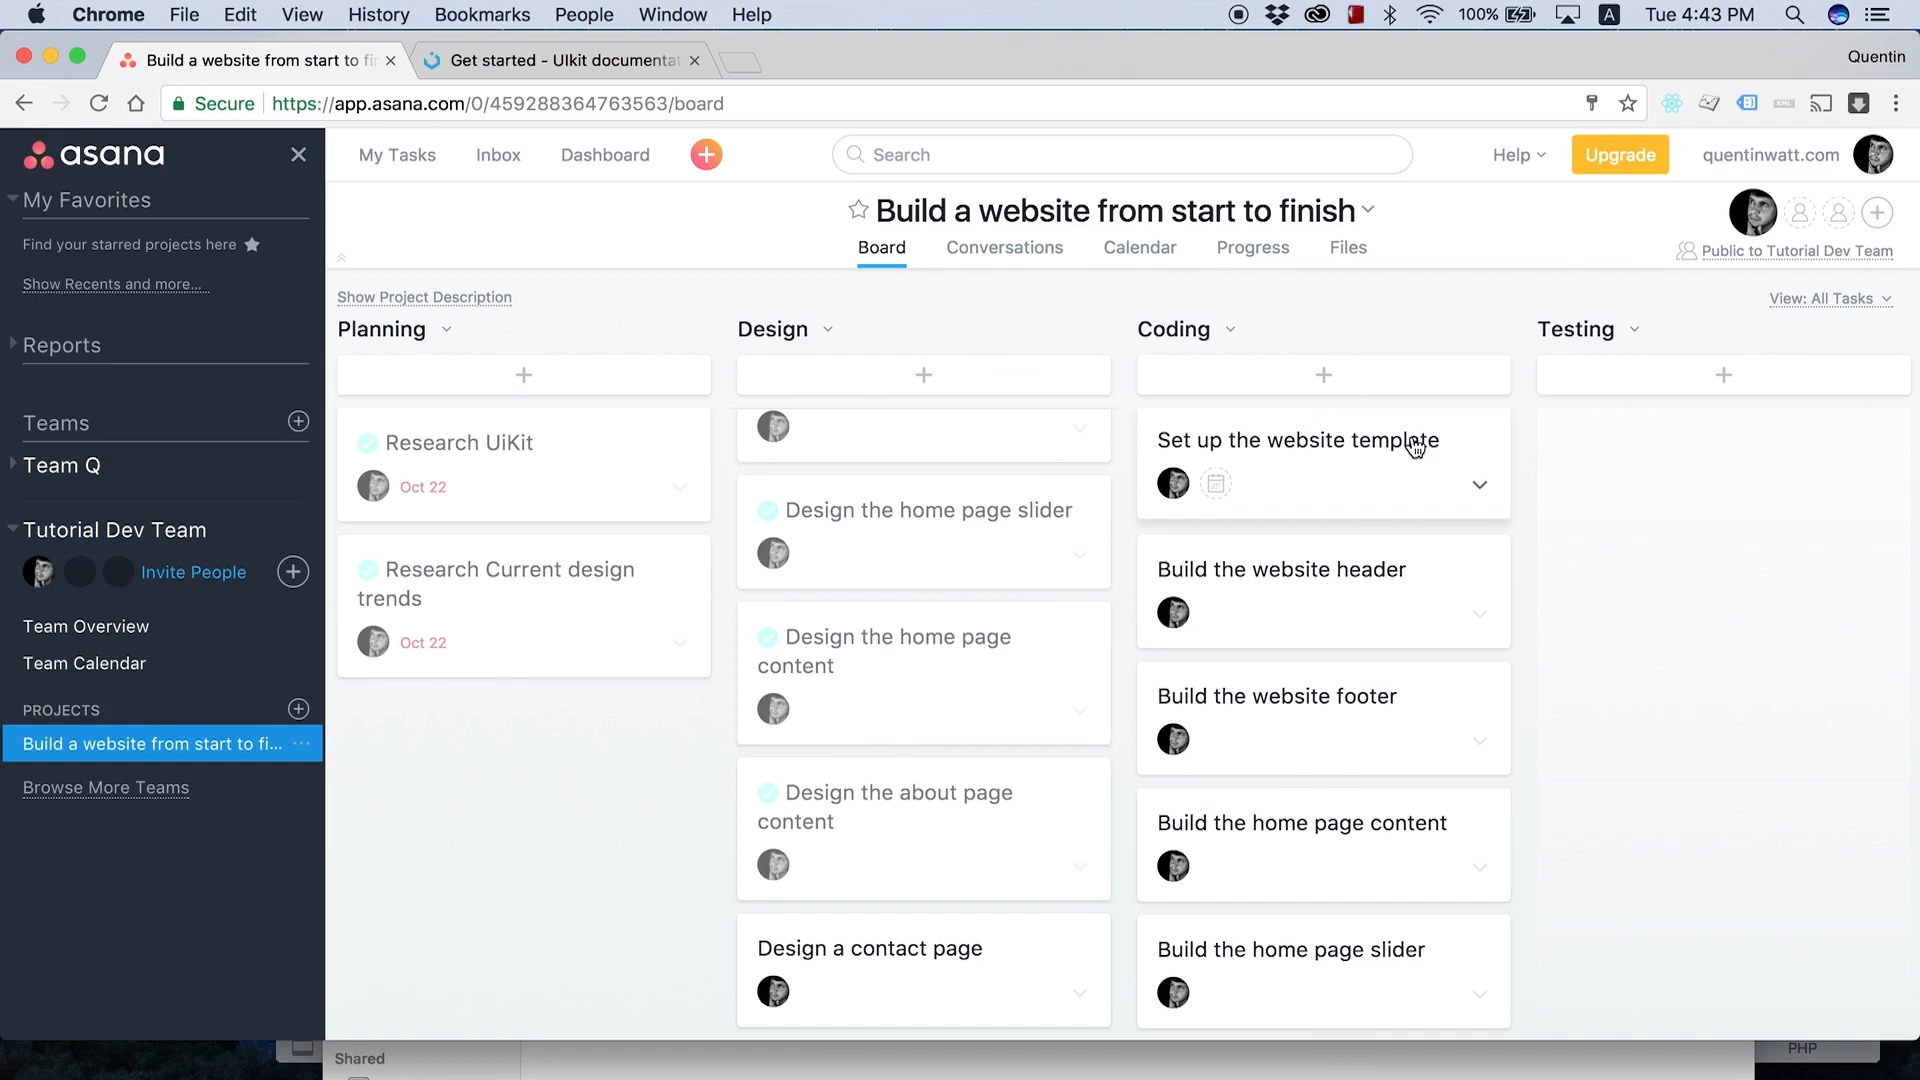 Chrome File Edit View History Bookmarks People Window Help
100% A Tue 4:43 PM
Build a website from start to fi
Get started - UIkit documentat
Quentin
Secure https://app.asana.com/0/459288364763563/board
asana
My Favorites
Find your starred projects here
Show Recents and more...
Reports
Teams
Team Q
Tutorial Dev Team
Invite People
Team Overview
Team Calendar
PROJECTS
Build a website from start to fi... ...
Browse More Teams
My Tasks Inbox Dashboard
Search
Help Upgrade quentinwatt.com
Build a website from start to finish
Board Conversations Calendar Progress Files
Public to Tutorial Dev Team
Show Project Description
View: All Tasks
Planning
Research UiKit
Oct 22
Research Current design
trends
Oct 22
Design
Design the home page slider
Design the home page
content
Design the about page
content
Design a contact page
Coding
Set up the website template
Build the website header
Build the website footer
Build the home page content
Build the home page slider
Testing
Shared
PHP